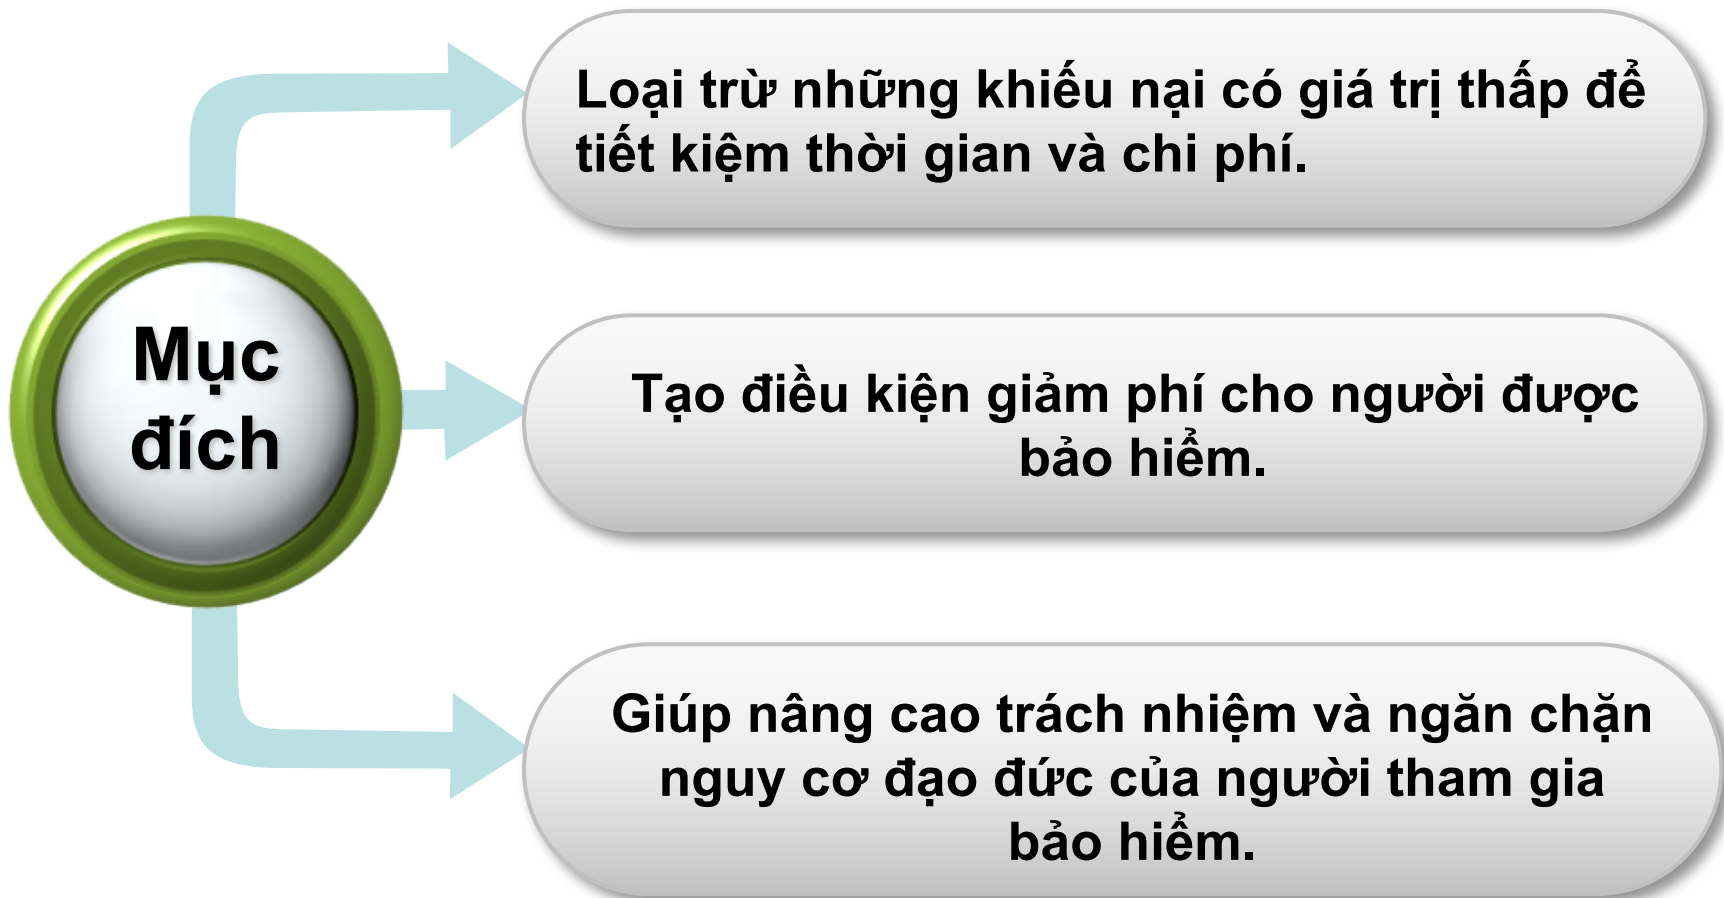 Loại trừ những khiếu nại có giá trị thấp để
tiết kiệm thời gian và chi phí.
Mục
đích
Tạo điều kiện giảm phí cho người được
bảo hiểm.
Giúp nâng cao trách nhiệm và ngăn chặn
nguy cơ đạo đức của người tham gia
bảo hiểm.